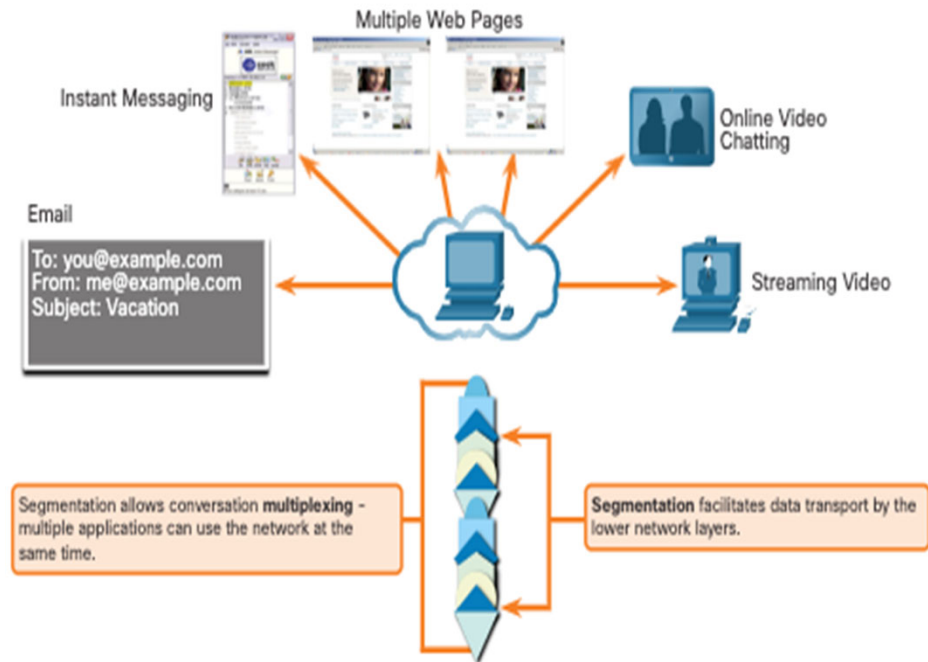 Multiple Web Pages
Instant Messaging
Online Video
Chatting
Email
To: you@example.com
From: me@example.com
Subject: Vacation
Streaming Video
Segmentation allows conversation multiplexing -
multiple applications can use the network at the
same time.
Segmentation facilitates data transport by the
lower network layers.